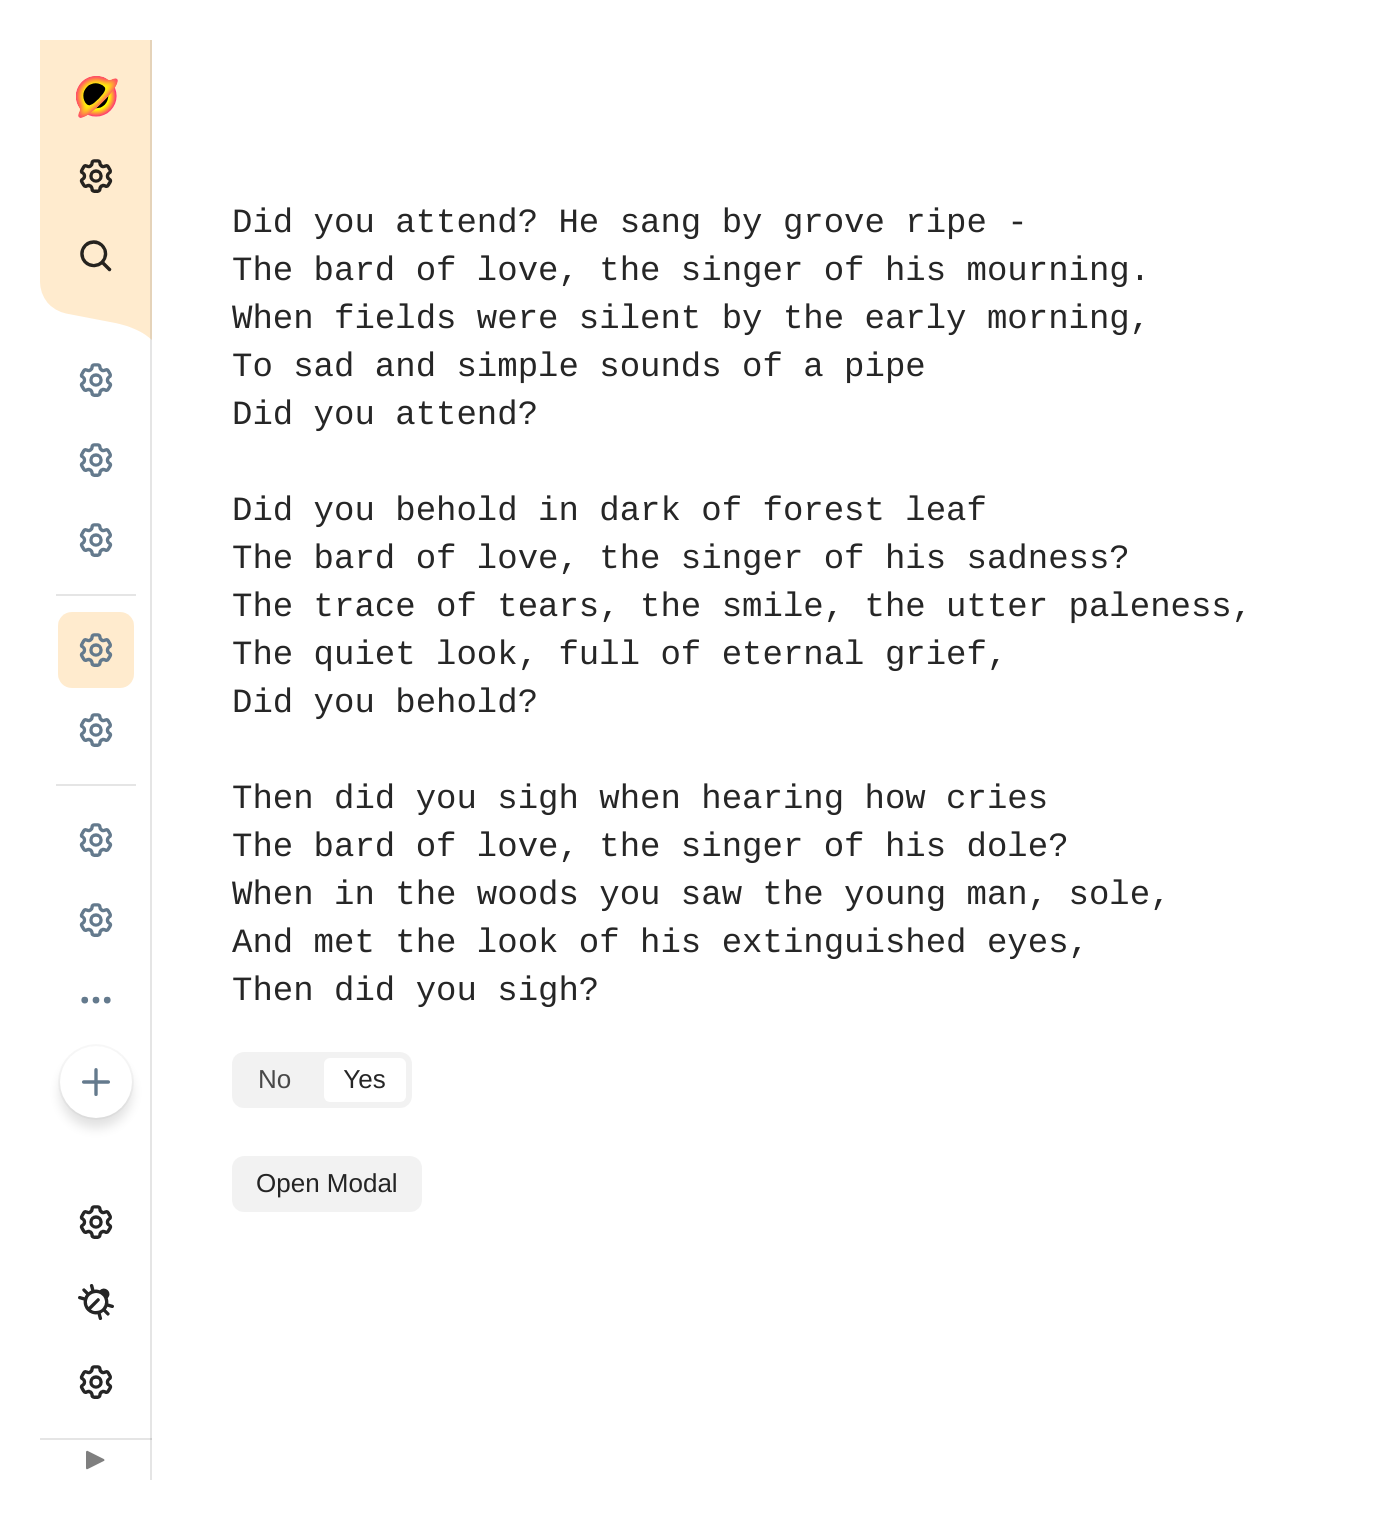 Did you attend? He sang by grove ripe -
The bard of love, the singer of his mourning.
When fields were silent by the early morning,
To sad and simple sounds of a pipe
Did you attend?
Did you behold in dark of forest leaf
The bard of love, the singer of his sadness?
The trace of tears, the smile, the utter paleness,
The quiet look, full of eternal grief,
Did you behold?
Then did you sigh when hearing how cries
The bard of love, the singer of his dole?
When in the woods you saw the young man, sole,
And met the look of his extinguished eyes,
Then did you sigh?
No Yes
Open Modal